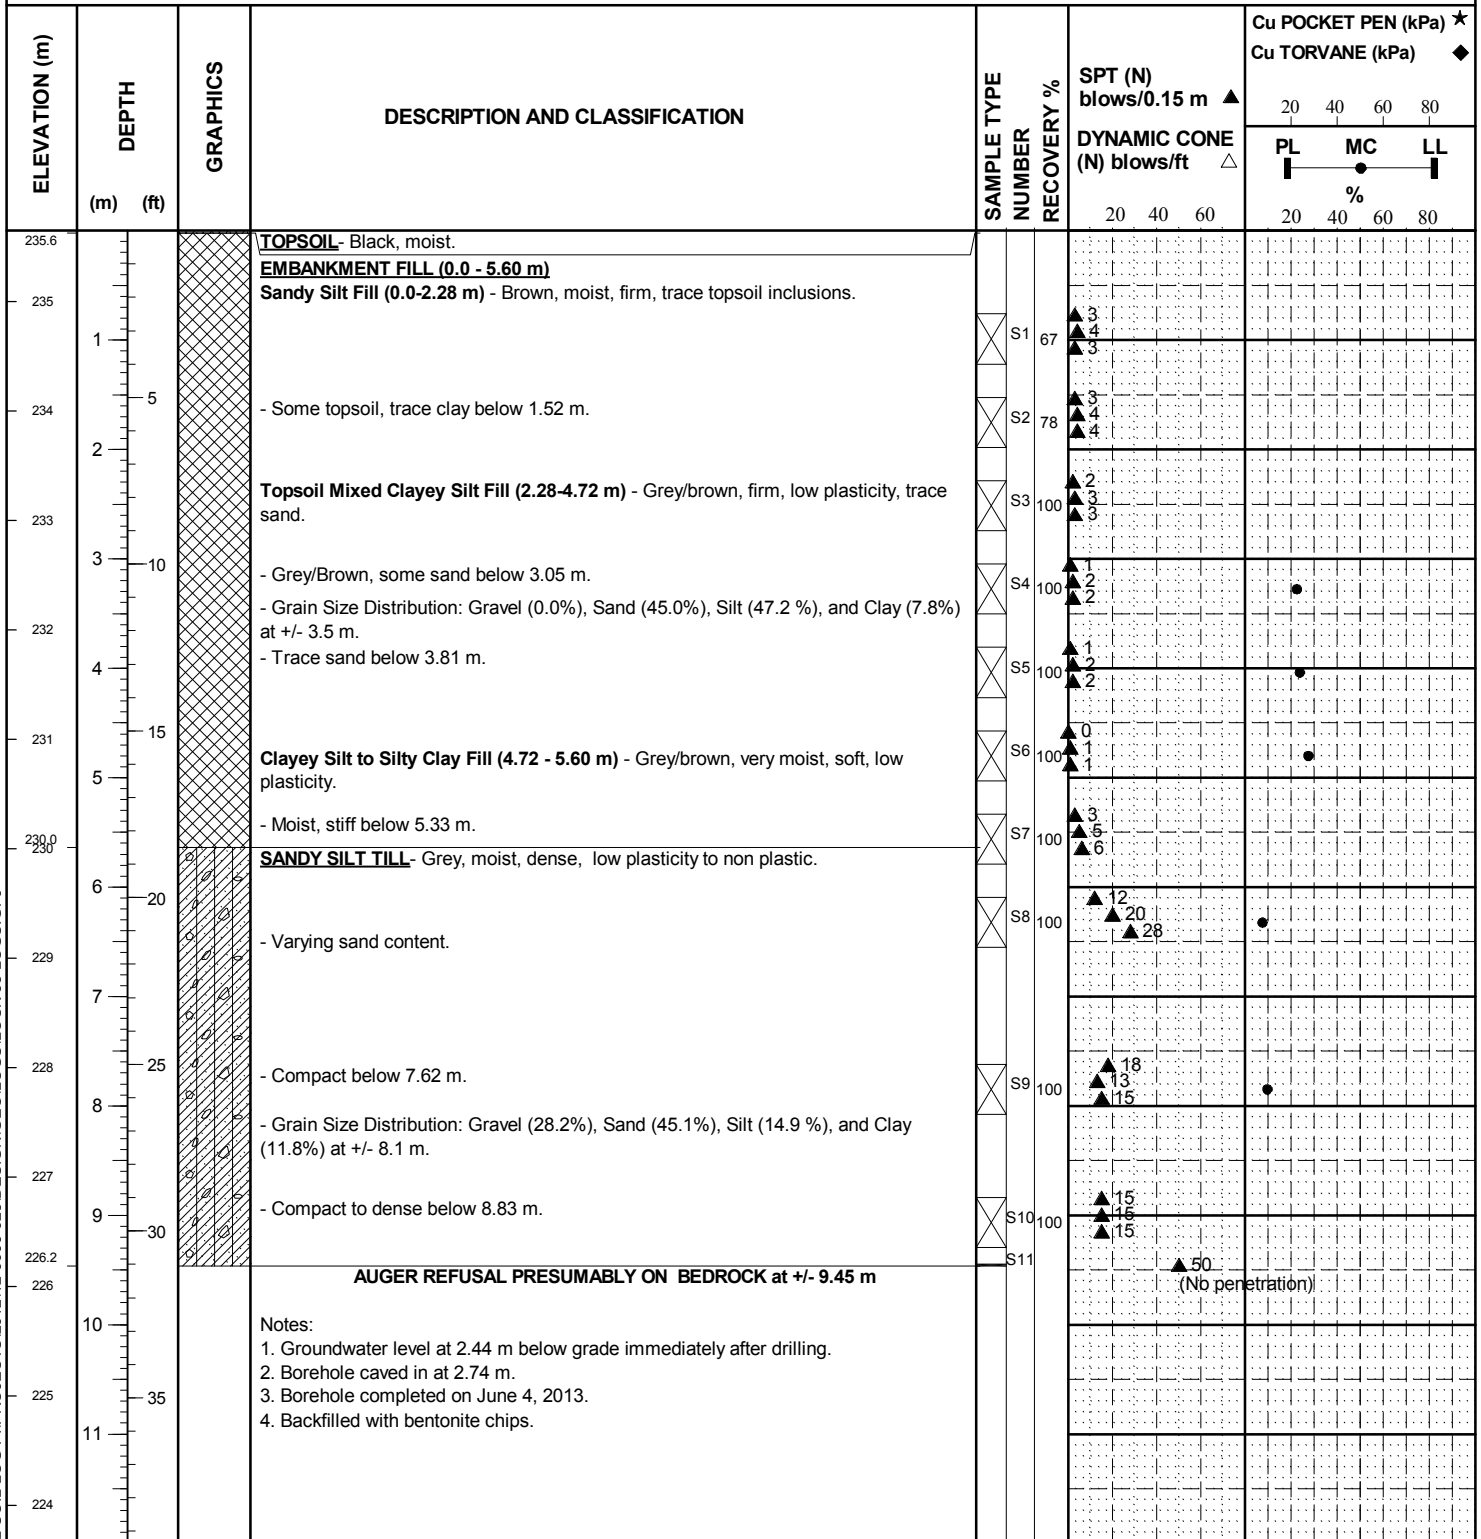 ELEVATION (m)
DEPTH
(m) (ft)
GRAPHICS
DESCRIPTION AND CLASSIFICATION
SAMPLE TYPE
NUMBER
RECOVERY %
SPT (N)
blows/0.15 m ▲
DYNAMIC CONE
(N) blows/ft △
20 40 60
Cu POCKET PEN (kPa) ★
Cu TORVANE (kPa) ◆
20 40 60 80
PL MC LL
%
20 40 60 80
235.6
TOPSOIL- Black, moist.
EMBANKMENT FILL (0.0 - 5.60 m)
235
Sandy Silt Fill (0.0-2.28 m) - Brown, moist, firm, trace topsoil inclusions.
3
1 S1 67 4
3
5
3
234
- Some topsoil, trace clay below 1.52 m.
S2 78 4
4
2
2
Topsoil Mixed Clayey Silt Fill (2.28-4.72 m) - Grey/brown, firm, low plasticity, trace
S3 100 3
sand.
3
233
3
10
1
- Grey/Brown, some sand below 3.05 m.
S4 100 2
2
- Grain Size Distribution: Gravel (0.0%), Sand (45.0%), Silt (47.2 %), and Clay (7.8%)
at +/- 3.5 m.
232
1
- Trace sand below 3.81 m.
4 S5 100 2
2
15
0
231
S6 100 1
Clayey Silt to Silty Clay Fill (4.72 - 5.60 m) - Grey/brown, very moist, soft, low
1
plasticity.
5
3
- Moist, stiff below 5.33 m.
S7 100 5
230.0
230
6
SANDY SILT TILL- Grey, moist, dense, low plasticity to non plastic.
6
20
12
S8 100 20
28
- Varying sand content.
229
7
25
18
228
- Compact below 7.62 m.
S9 100 13
15
8
- Grain Size Distribution: Gravel (28.2%), Sand (45.1%), Silt (14.9 %), and Clay
(11.8%) at +/- 8.1 m.
227
15
- Compact to dense below 8.83 m.
9 S10 100 15
30
15
226.2
S11 50
(No penetration)
AUGER REFUSAL PRESUMABLY ON BEDROCK at +/- 9.45 m
226
10
Notes:
1. Groundwater level at 2.44 m below grade immediately after drilling.
2. Borehole caved in at 2.74 m.
225
35
3. Borehole completed on June 4, 2013.
4. Backfilled with bentonite chips.
11
224